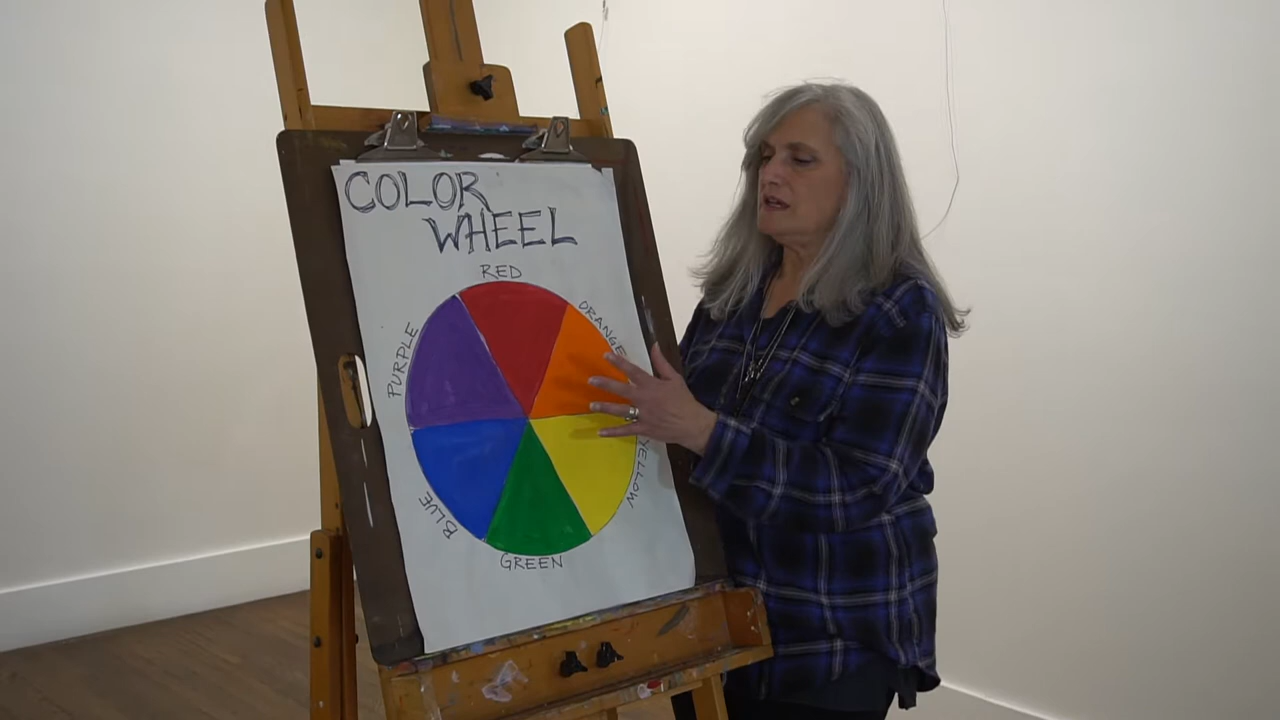 COLOR
WHEEL
RED
ORANGE
PURPLE
YELLOW
BLUE
GREEN